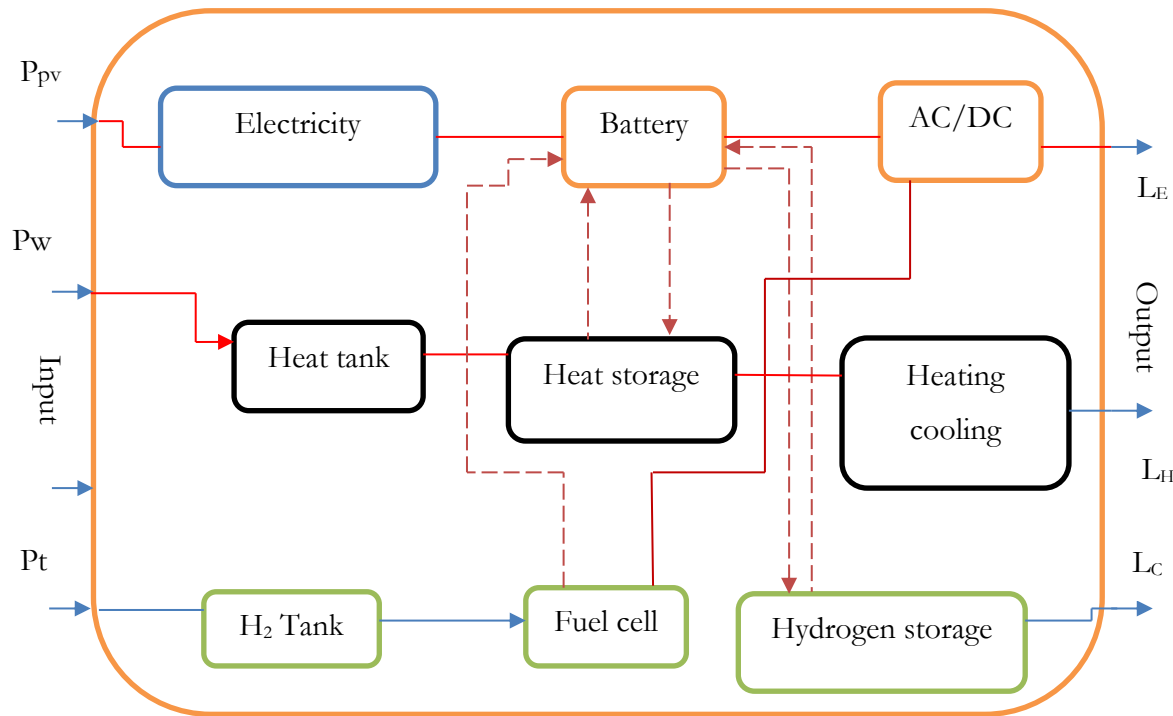 Ppv
Electricity
Battery
AC/DC
LE
Pw
Heat tank
Heat storage
Heating
cooling
Input
Output
LH
Pt
H2 Tank
Fuel cell
Hydrogen storage
LC